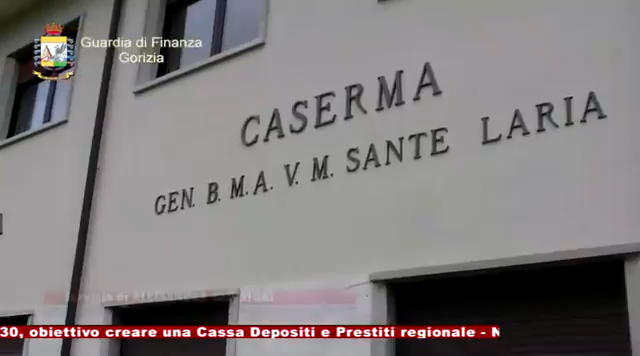 Guardia di Finanza
Gorizia
CASERMA
GEN. B. M. A. V. M. SANTE LARIA
30, obiettivo creare una Cassa Depositi e Prestiti regionale - N